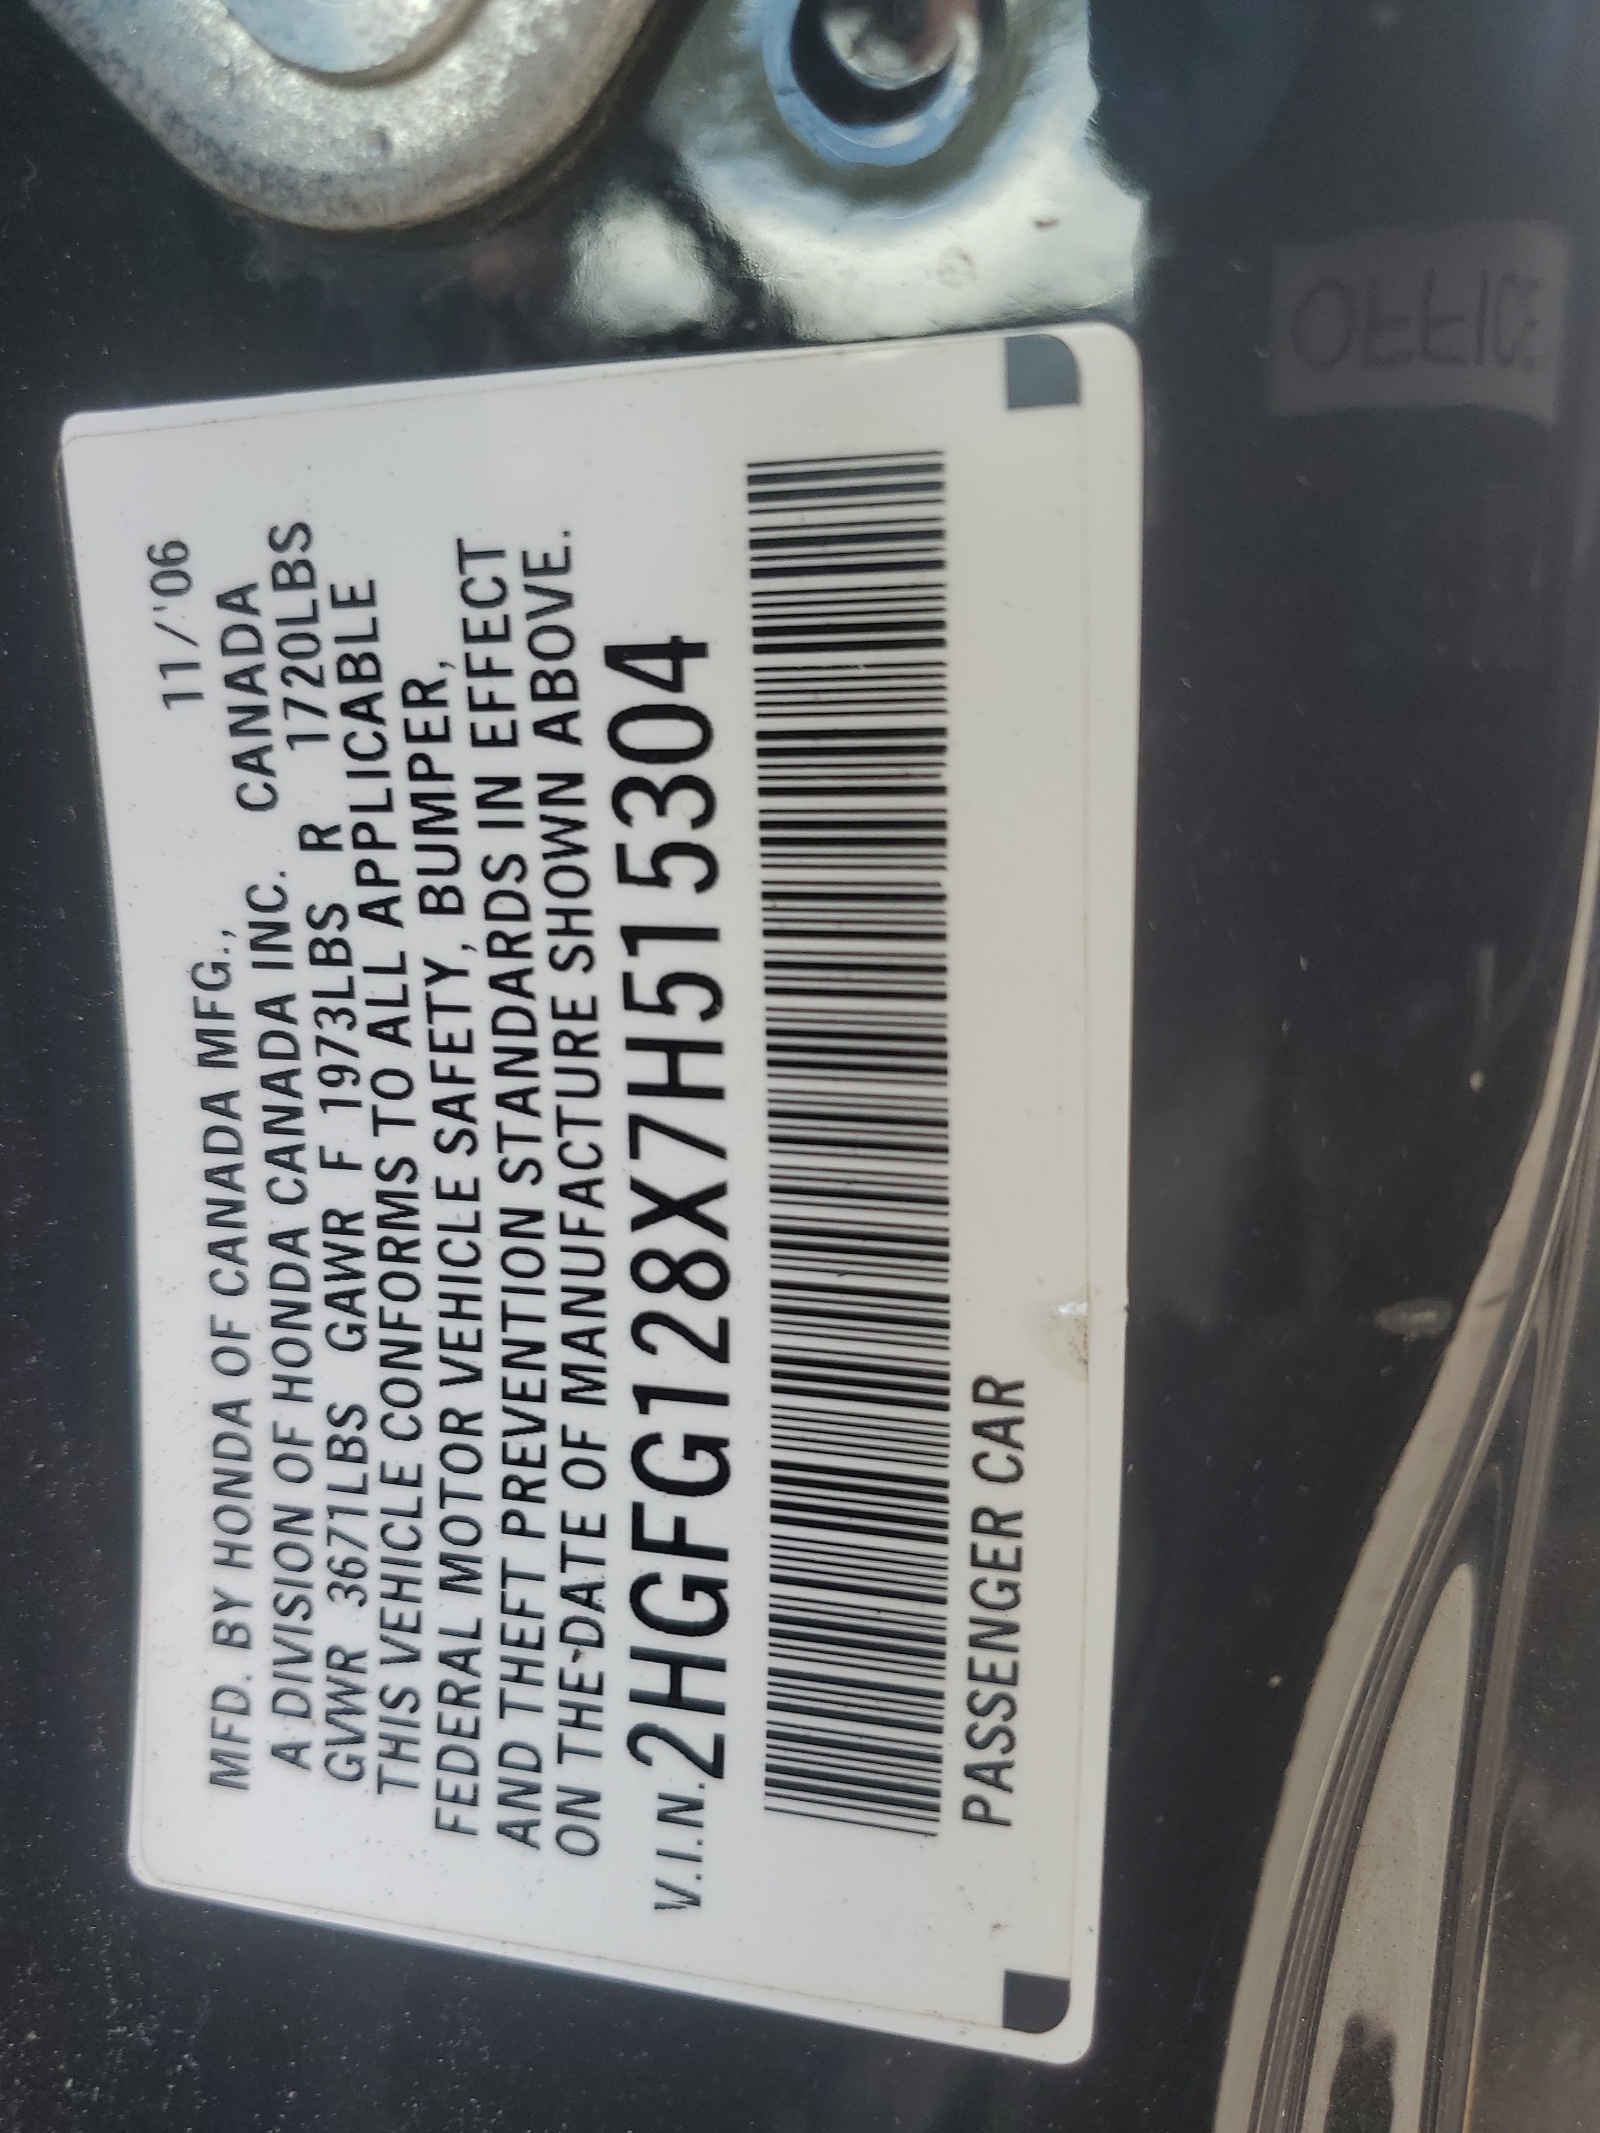 11/'06
MFD. BY HONDA OF CANADA MFG.,
A DIVISION OF HONDA CANADA INC. CANADA
GVWR 3671LBS GAWR F 1973LBS R 1720LBS
THIS VEHICLE CONFORMS TO ALL APPLICABLE
FEDERAL MOTOR VEHICLE SAFETY, BUMPER,
AND THEFT PREVENTION STANDARDS IN EFFECT
ON THE DATE OF MANUFACTURE SHOWN ABOVE.
V.I.N. 2HGFG128X7H515304
PASSENGER CAR
OFFICE